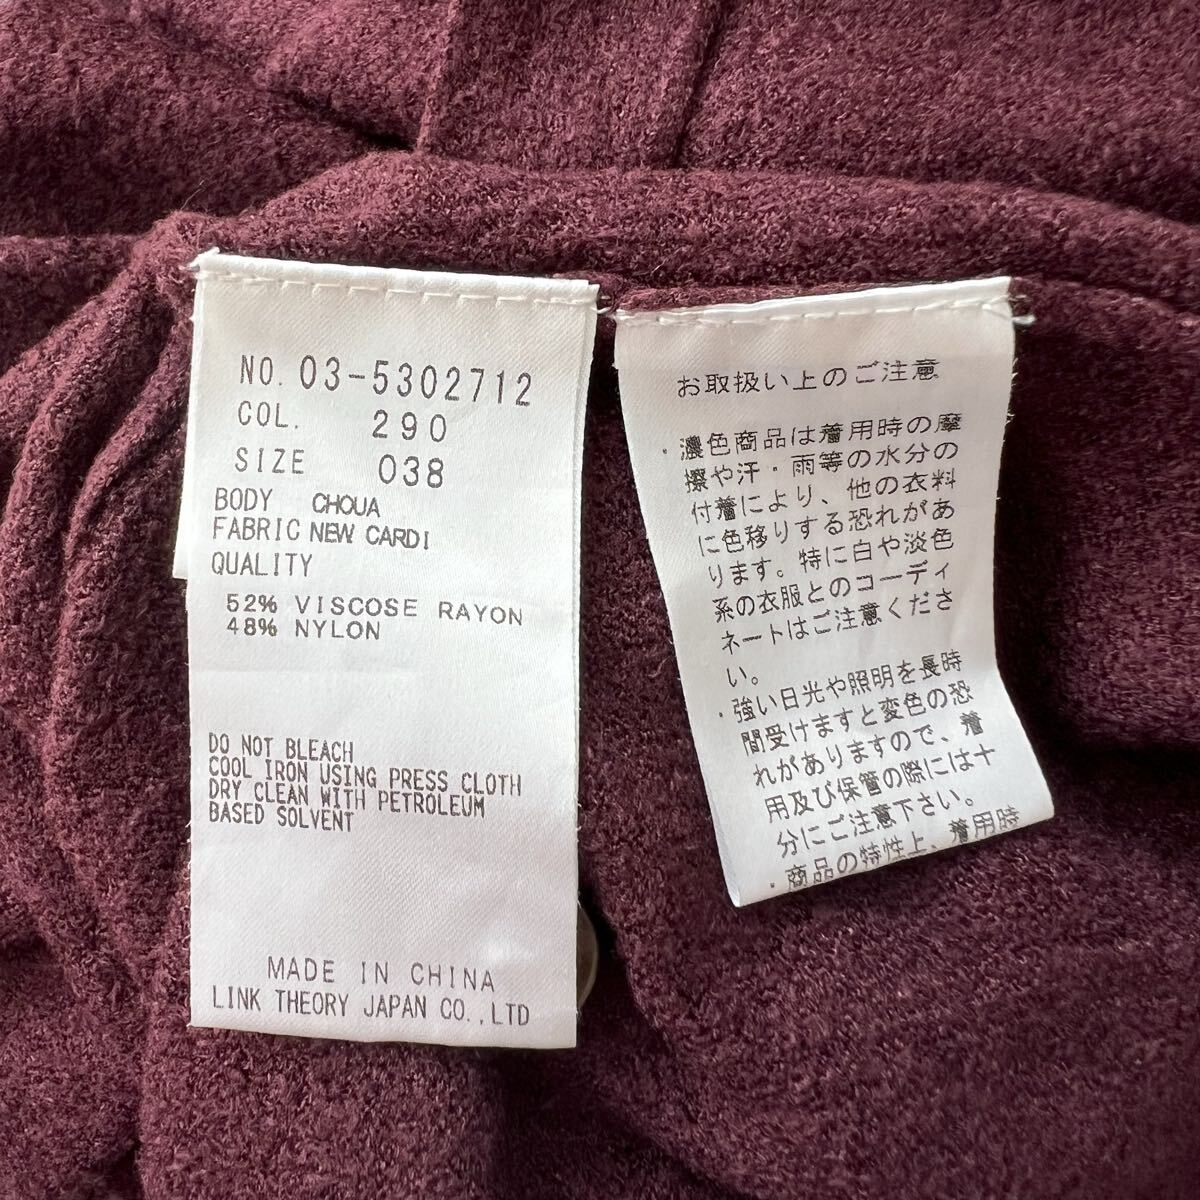 NO. 03-5302712
COL. 290
SIZE 038
BODY CHOUA
FABRIC NEW CARDI
QUALITY
52% VISCOSE RAYON
48% NYLON
DO NOT BLEACH
COOL IRON USING PRESS CLOTH
DRY CLEAN WITH PETROLEUM
BASED SOLVENT
MADE IN CHINA
LINK THEORY JAPAN CO.,LTD
お取扱い上のご注意
・濃色商品は着用時の摩
擦や汗・雨等の水分の
付着により、他の衣料
に色移りする恐れがあ
ります。特に白や淡色
系の衣服とのコーディ
ネートはご注意くださ
い。
・強い日光や照明を長時
間受けますと変色の恐
れがありますので、着
用及び保管の際には十
分にご注意下さい。
・商品の特性上、着用時